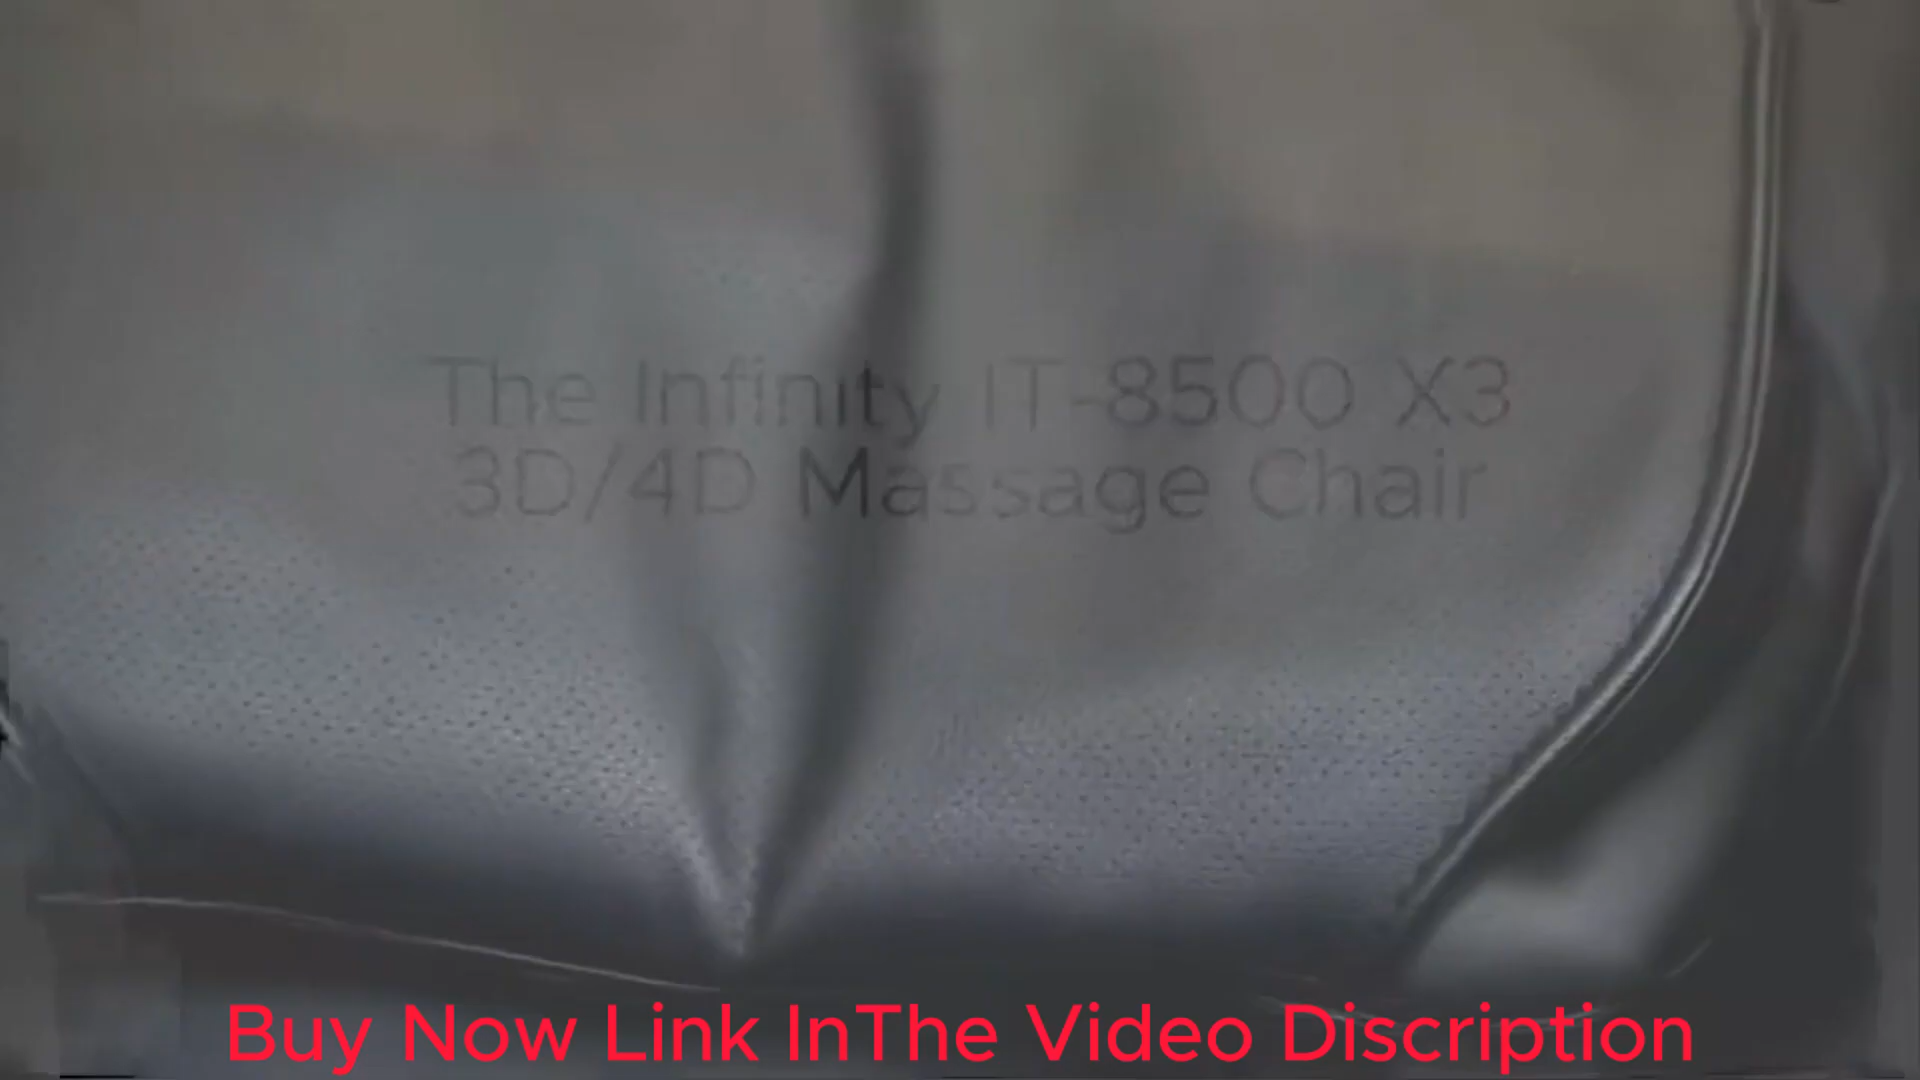 The Infinity IT-8500 X3
3D/4D Massage Chair
Buy Now Link InThe Video Discription